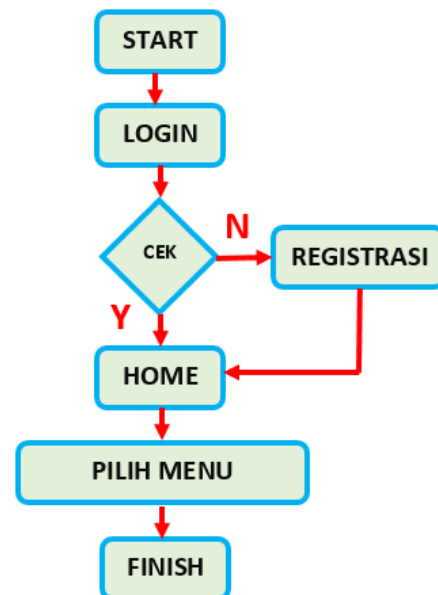 START
LOGIN
CEK
N
REGISTRASI
Y
HOME
PILIH MENU
FINISH